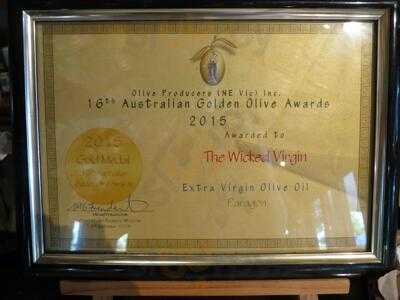 Olive Producers (NE Vic) Inc.
16th Australian Golden Olive Awards
2015
Awarded to
The Wicked Virgin
Extra Virgin Olive Oil
Paragon
2015
Gold Medal